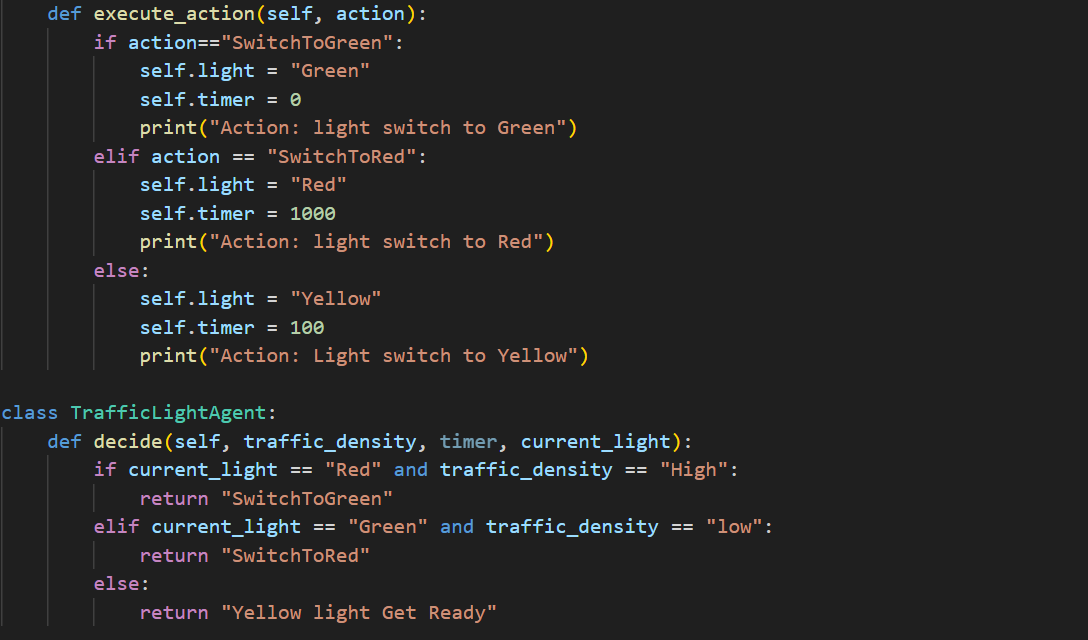 def execute_action(self, action):
        if action=="SwitchToGreen":
            self.light = "Green"
            self.timer = 0
            print("Action: light switch to Green")
        elif action == "SwitchToRed":
            self.light = "Red"
            self.timer = 1000
            print("Action: light switch to Red")
        else:
            self.light = "Yellow"
            self.timer = 100
            print("Action: Light switch to Yellow")

class TrafficLightAgent:
    def decide(self, traffic_density, timer, current_light):
        if current_light == "Red" and traffic_density == "High":
            return "SwitchToGreen"
        elif current_light == "Green" and traffic_density == "low":
            return "SwitchToRed"
        else:
            return "Yellow light Get Ready"